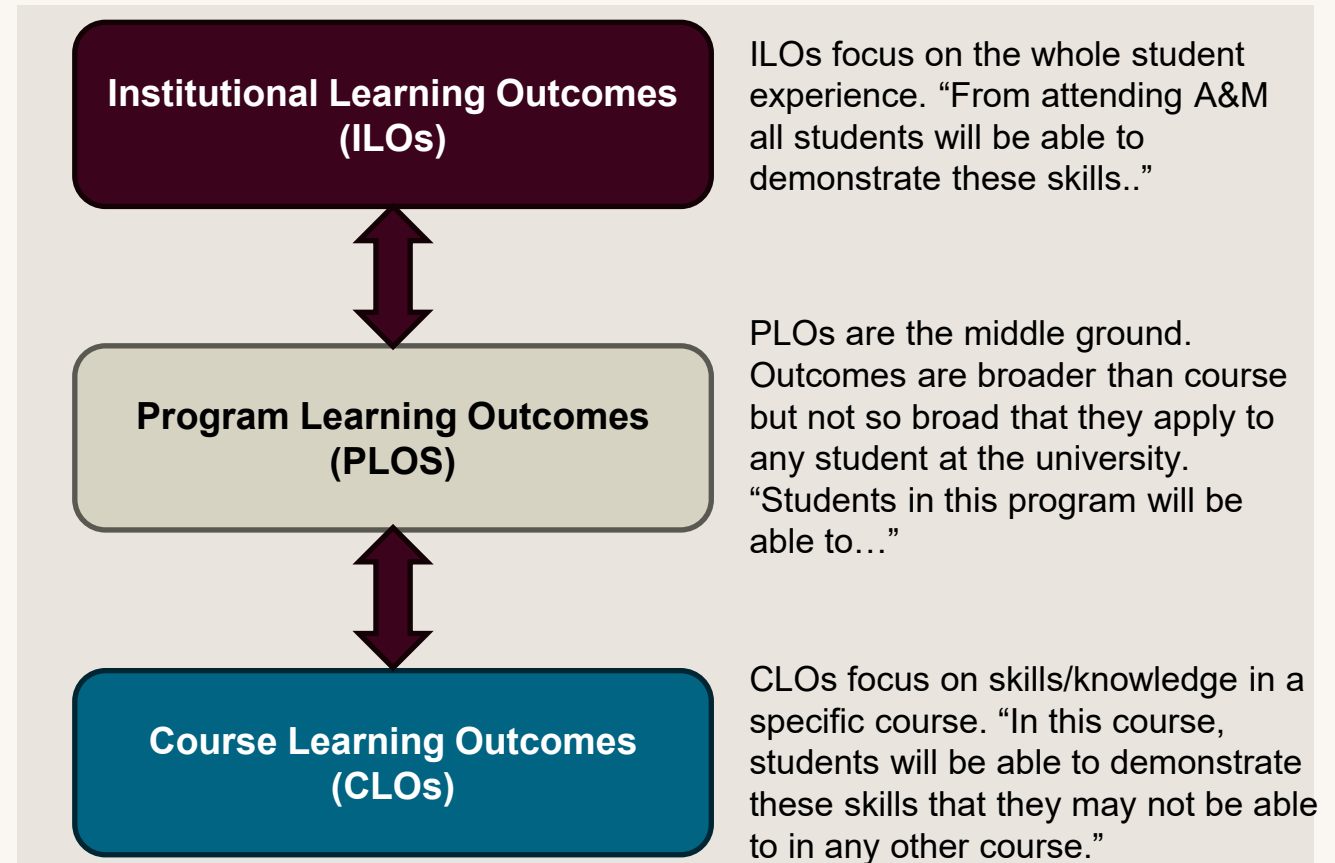 Institutional Learning Outcomes
(ILOs)
ILOs focus on the whole student
experience. “From attending A&M
all students will be able to
demonstrate these skills..”
Program Learning Outcomes
(PLOS)
PLOs are the middle ground.
Outcomes are broader than course
but not so broad that they apply to
any student at the university.
“Students in this program will be
able to…”
Course Learning Outcomes
(CLOs)
CLOs focus on skills/knowledge in a
specific course. “In this course,
students will be able to demonstrate
these skills that they may not be able
to in any other course.”